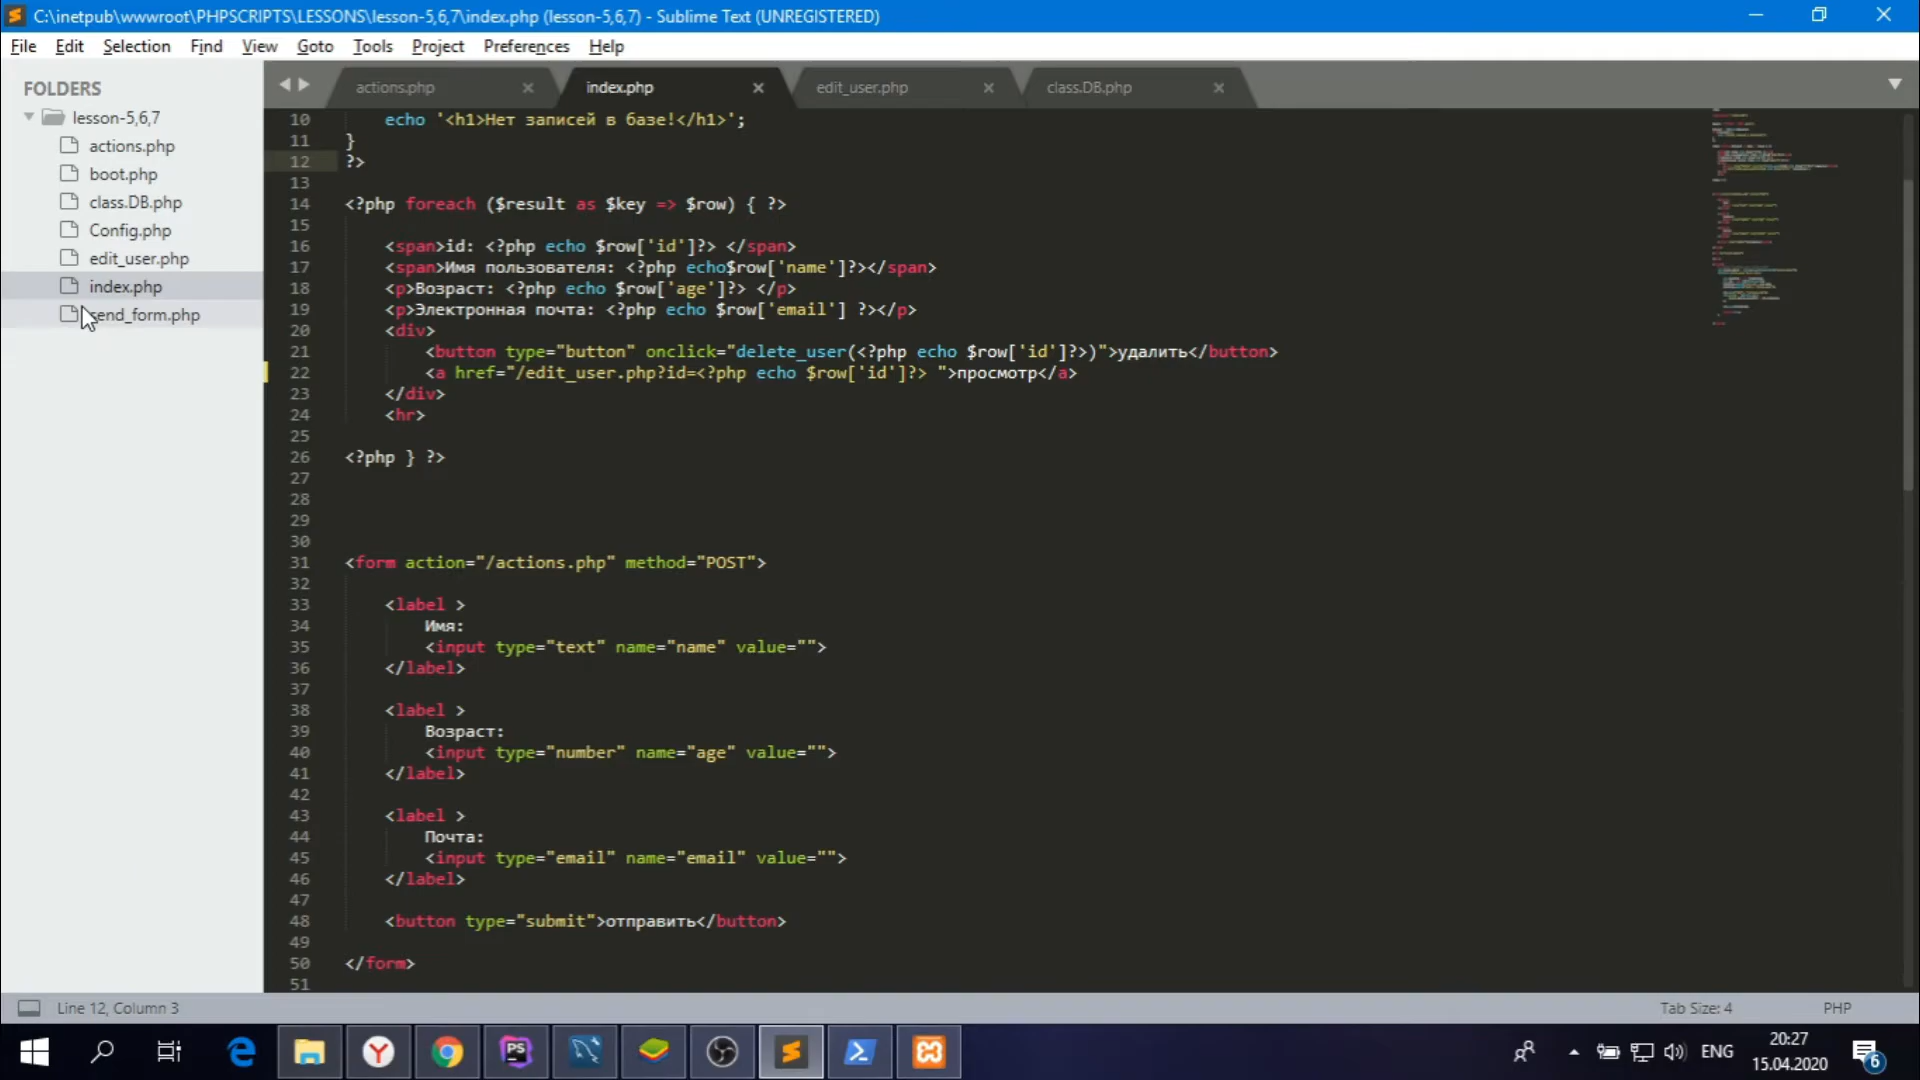 C:\inetpub\wwwroot\PHPSCRIPTS\LESSONS\lesson-5,6,7\index.php (lesson-5,6,7) - Sublime Text (UNREGISTERED)
File Edit Selection Find View Goto Tools Project Preferences Help
FOLDERS
lesson-5,6,7
actions.php
boot.php
class.DB.php
Config.php
edit_user.php
index.php
send_form.php
actions.php index.php edit_user.php class.DB.php
10 echo '<h1>Нет записей в базе!</h1>';
11 }
12 ?>
13
14 <?php foreach ($result as $key => $row) { ?>
15
16 <span>id: <?php echo $row['id']?> </span>
17 <span>Имя пользователя: <?php echo$row['name']?></span>
18 <p>Возраст: <?php echo $row['age']?> </p>
19 <p>Электронная почта: <?php echo $row['email'] ?></p>
20 <div>
21 <button type="button" onclick="delete_user(<?php echo $row['id']?>)">удалить</button>
22 <a href="/edit_user.php?id=<?php echo $row['id']?> ">просмотр</a>
23 </div>
24 <hr>
25
26 <?php } ?>
27
28
29
30
31 <form action="/actions.php" method="POST">
32
33 <label >
34 Имя:
35 <input type="text" name="name" value="">
36 </label>
37
38 <label >
39 Возраст:
40 <input type="number" name="age" value="">
41 </label>
42
43 <label >
44 Почта:
45 <input type="email" name="email" value="">
46 </label>
47
48 <button type="submit">отправить</button>
49
50 </form>
51
Line 12, Column 3 Tab Size: 4 PHP
ENG
20:27
15.04.2020
6